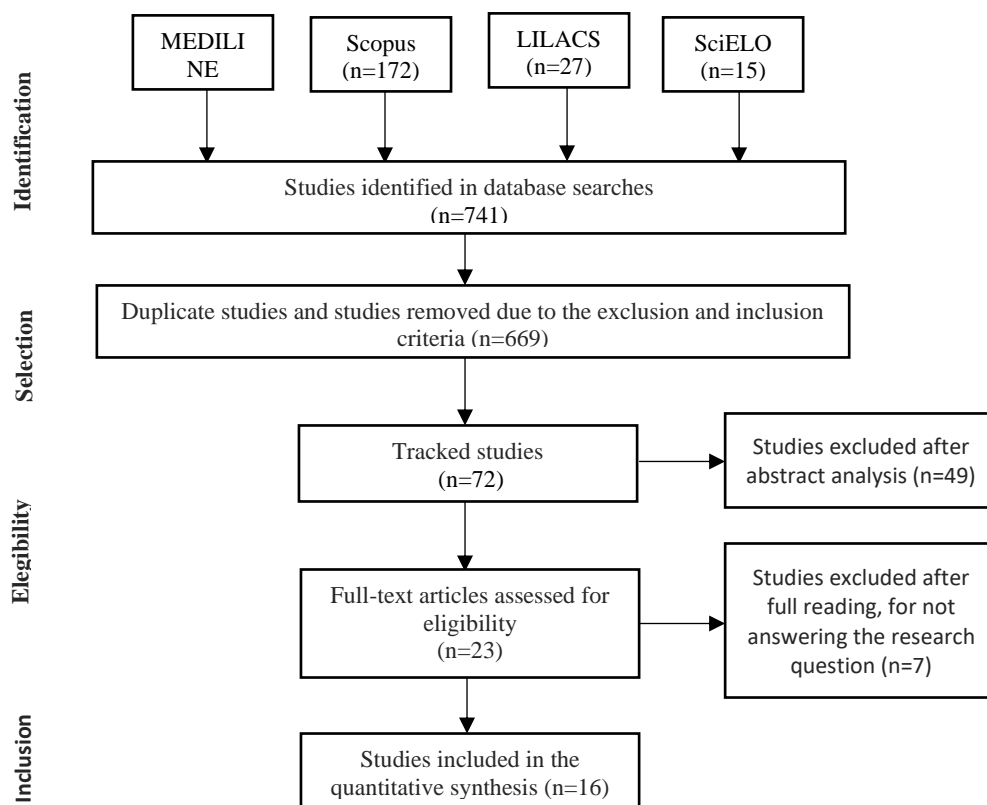 MEDILI
NE
Scopus
(n=172)
LILACS
(n=27)
SciELO
(n=15)
Identification
Studies identified in database searches
(n=741)
Selection
Duplicate studies and studies removed due to the exclusion and inclusion
criteria (n=669)
Tracked studies
(n=72)
Studies excluded after
abstract analysis (n=49)
Elegibility
Full-text articles assessed for
eligibility
(n=23)
Studies excluded after
full reading, for not
answering the research
question (n=7)
Inclusion
Studies included in the
quantitative synthesis (n=16)